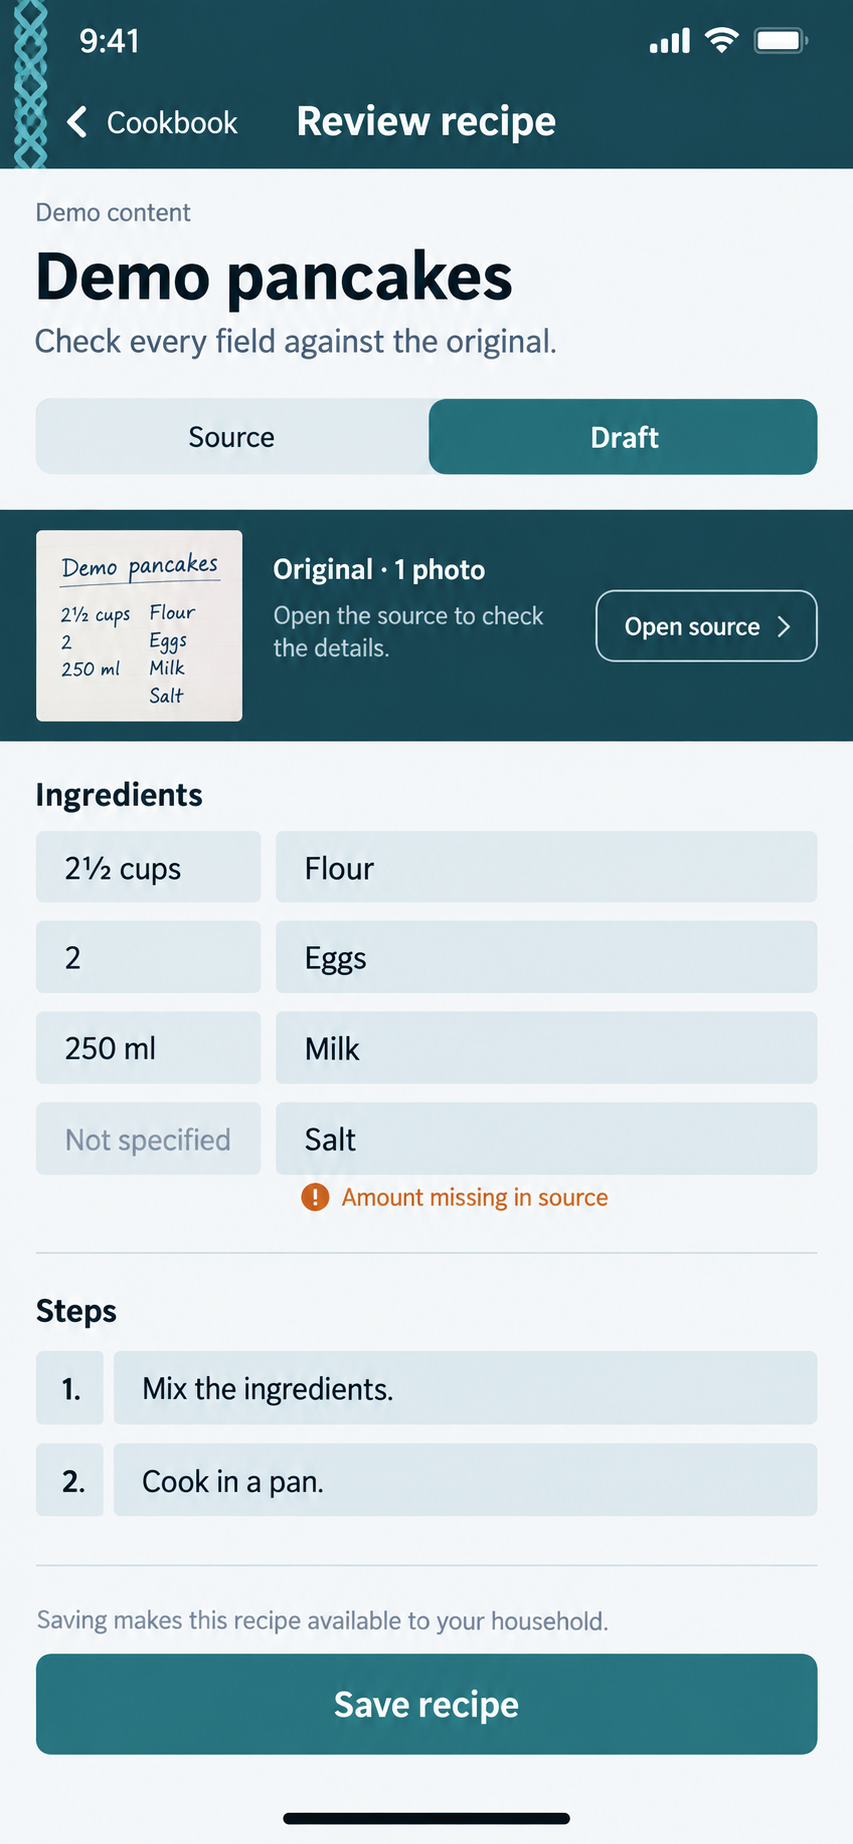 9:41
Cookbook
Review recipe
Demo content
Demo pancakes
Check every field against the original.
Source
Draft
Demo pancakes
2½ cups Flour
2 Eggs
250 ml Milk
Salt
Original · 1 photo
Open the source to check
the details.
Open source
Ingredients
2½ cups Flour
2 Eggs
250 ml Milk
Not specified Salt
Amount missing in source
Steps
1. Mix the ingredients.
2. Cook in a pan.
Saving makes this recipe available to your household.
Save recipe